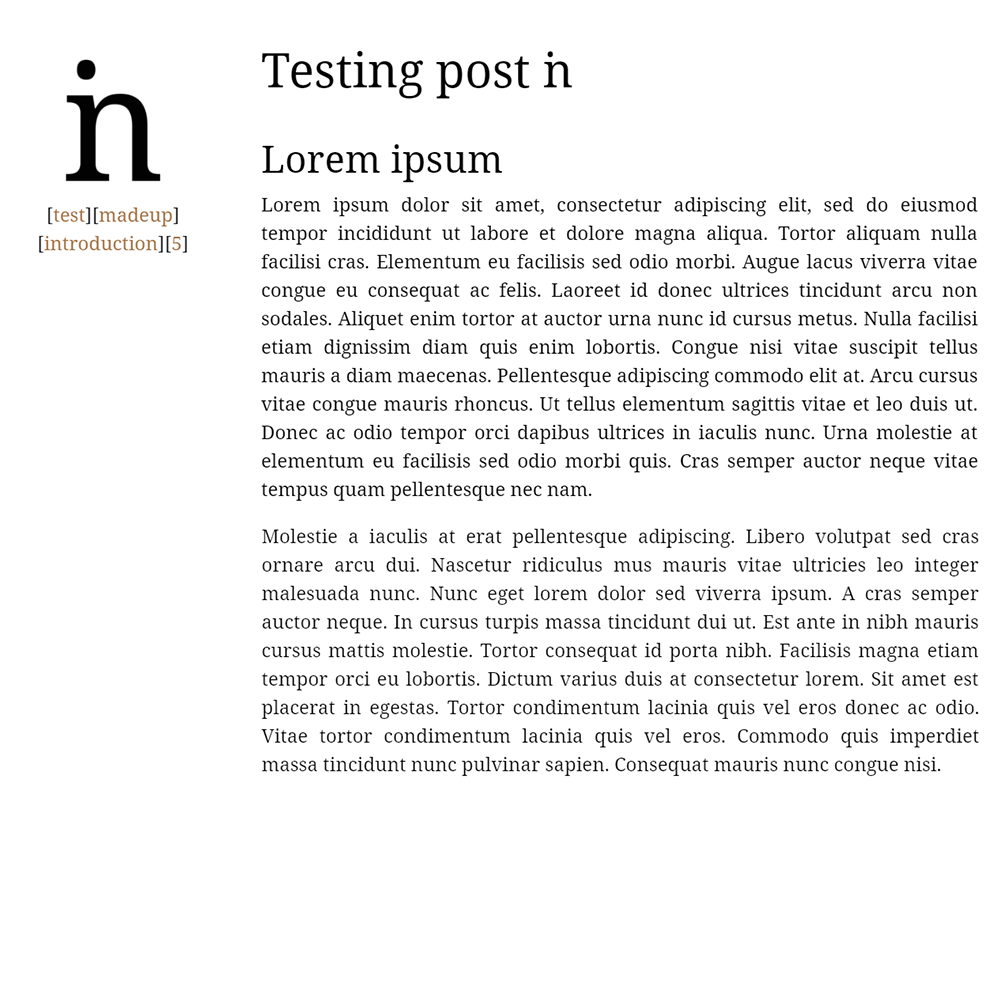 ṅ
[test][madeup]
[introduction][5]
Testing post ṅ
Lorem ipsum
Lorem ipsum dolor sit amet, consectetur adipiscing elit, sed do eiusmod
tempor incididunt ut labore et dolore magna aliqua. Tortor aliquam nulla
facilisi cras. Elementum eu facilisis sed odio morbi. Augue lacus viverra vitae
congue eu consequat ac felis. Laoreet id donec ultrices tincidunt arcu non
sodales. Aliquet enim tortor at auctor urna nunc id cursus metus. Nulla facilisi
etiam dignissim diam quis enim lobortis. Congue nisi vitae suscipit tellus
mauris a diam maecenas. Pellentesque adipiscing commodo elit at. Arcu cursus
vitae congue mauris rhoncus. Ut tellus elementum sagittis vitae et leo duis ut.
Donec ac odio tempor orci dapibus ultrices in iaculis nunc. Urna molestie at
elementum eu facilisis sed odio morbi quis. Cras semper auctor neque vitae
tempus quam pellentesque nec nam.
Molestie a iaculis at erat pellentesque adipiscing. Libero volutpat sed cras
ornare arcu dui. Nascetur ridiculus mus mauris vitae ultricies leo integer
malesuada nunc. Nunc eget lorem dolor sed viverra ipsum. A cras semper
auctor neque. In cursus turpis massa tincidunt dui ut. Est ante in nibh mauris
cursus mattis molestie. Tortor consequat id porta nibh. Facilisis magna etiam
tempor orci eu lobortis. Dictum varius duis at consectetur lorem. Sit amet est
placerat in egestas. Tortor condimentum lacinia quis vel eros donec ac odio.
Vitae tortor condimentum lacinia quis vel eros. Commodo quis imperdiet
massa tincidunt nunc pulvinar sapien. Consequat mauris nunc congue nisi.